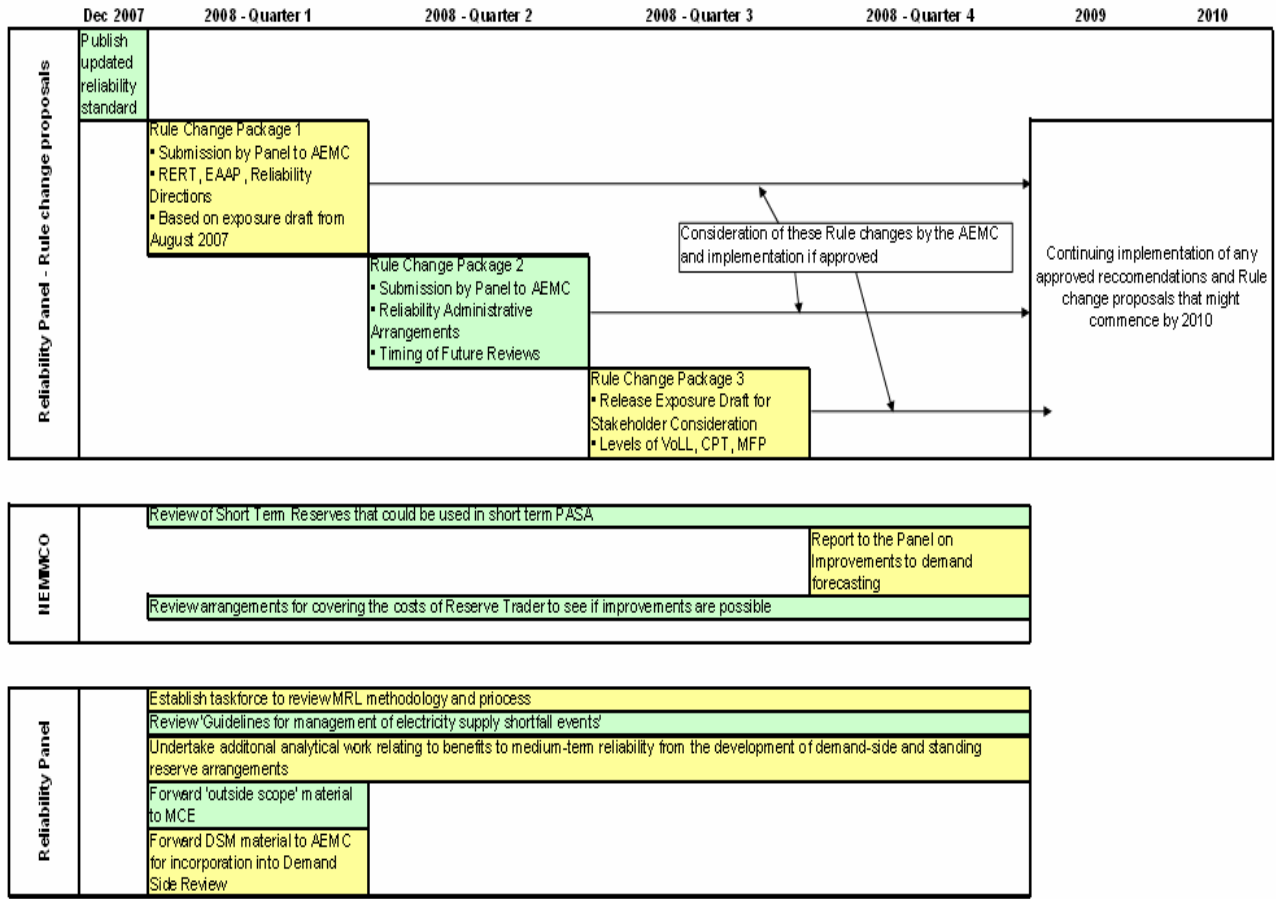 Dec 2007 2008 - Quarter 1 2008 - Quarter 2 2008 - Quarter 3 2008 - Quarter 4 2009 2010
Reliability Panel - Rule change proposals
Publish
updated
reliability
standard
Rule Change Package 1
▪ Submission by Panel to AEMC
▪ RERT, EAAP, Reliability
Directions
▪ Based on exposure draft from
August 2007
Rule Change Package 2
▪ Submission by Panel to AEMC
▪ Reliability Administrative
Arrangements
▪ Timing of Future Reviews
Rule Change Package 3
▪ Release Exposure Draft for
Stakeholder Consideration
▪ Levels of VoLL, CPT, MFP
Consideration of these Rule changes by the AEMC
and implementation if approved
Continuing implementation of any
approved reccomendations and Rule
change proposals that might
commence by 2010
NEMMCO
Review of Short Term Reserves that could be used in short term PASA
Report to the Panel on
Improvements to demand
forecasting
Review arrangements for covering the costs of Reserve Trader to see if improvements are possible
Reliability Panel
Establish taskforce to review MRL methodology and priocess
Review 'Guidelines for management of electricity supply shortfall events'
Undertake additonal analytical work relating to benefits to medium-term reliability from the development of demand-side and standing
reserve arrangements
Forward 'outside scope' material
to MCE
Forward DSM material to AEMC
for incorporation into Demand
Side Review